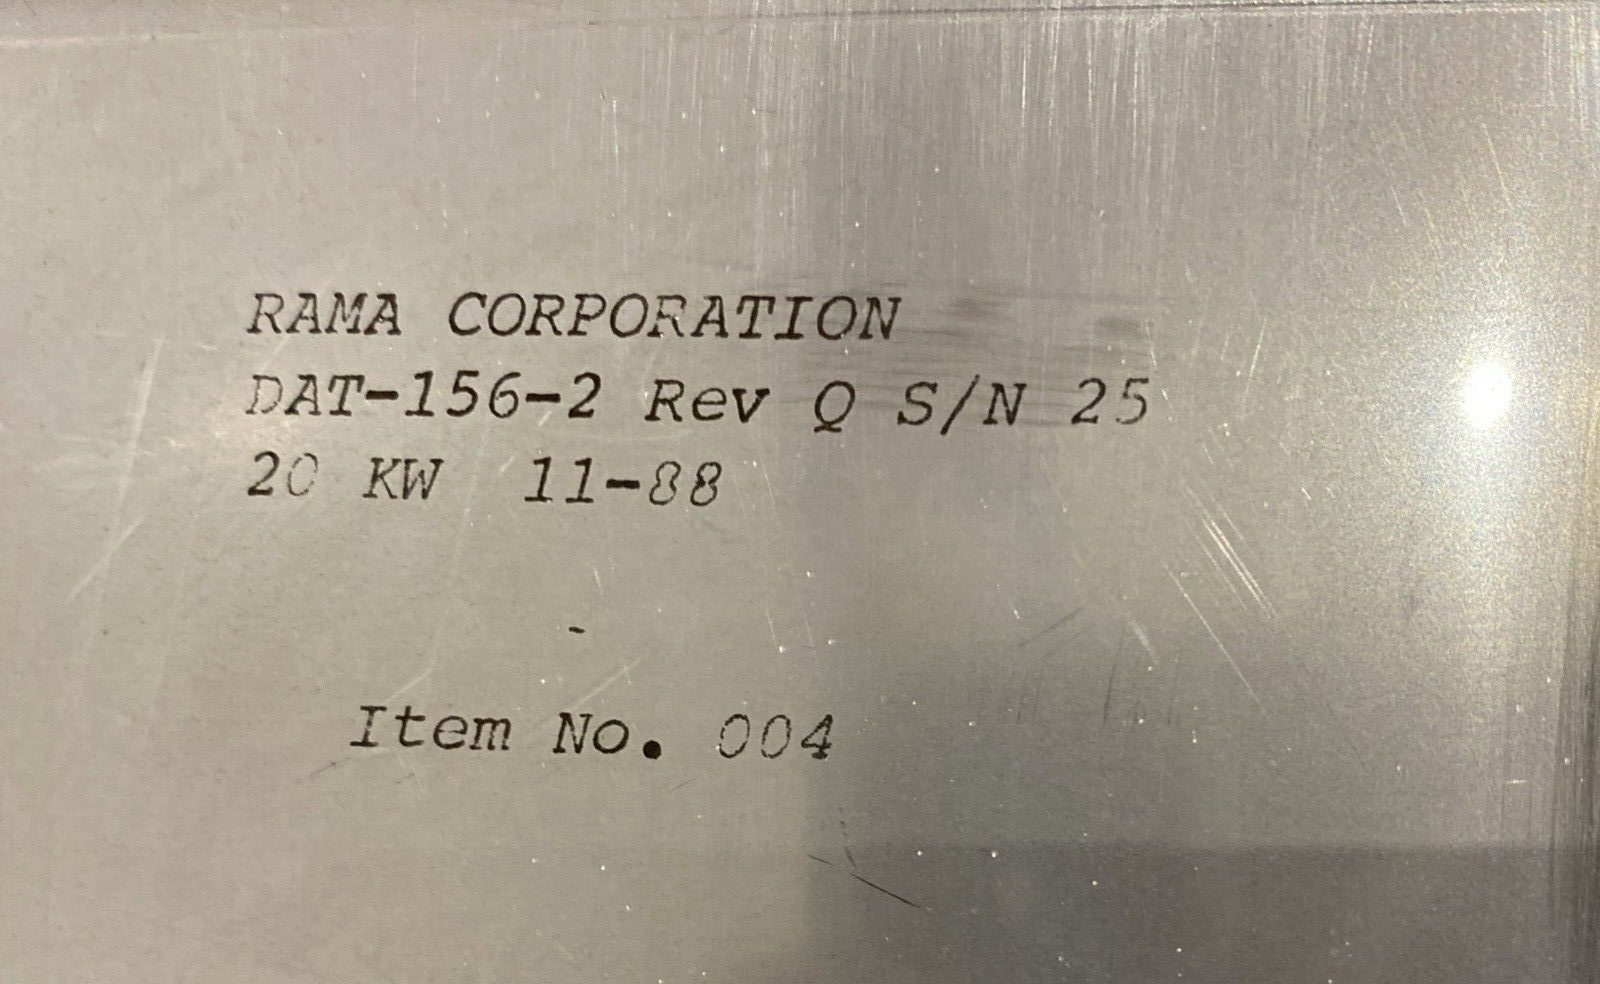 RAMA CORPORATION
DAT-156-2 Rev Q S/N 25
20 KW 11-88
Item No. 004